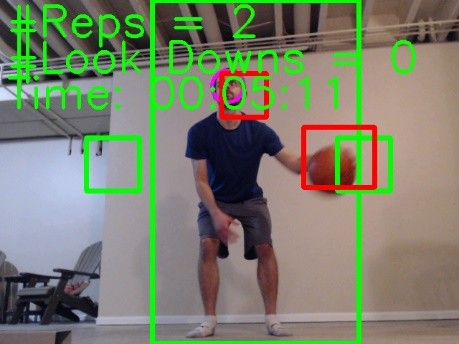 #Reps = 2
#Look Downs = 0
Time: 00:05:11